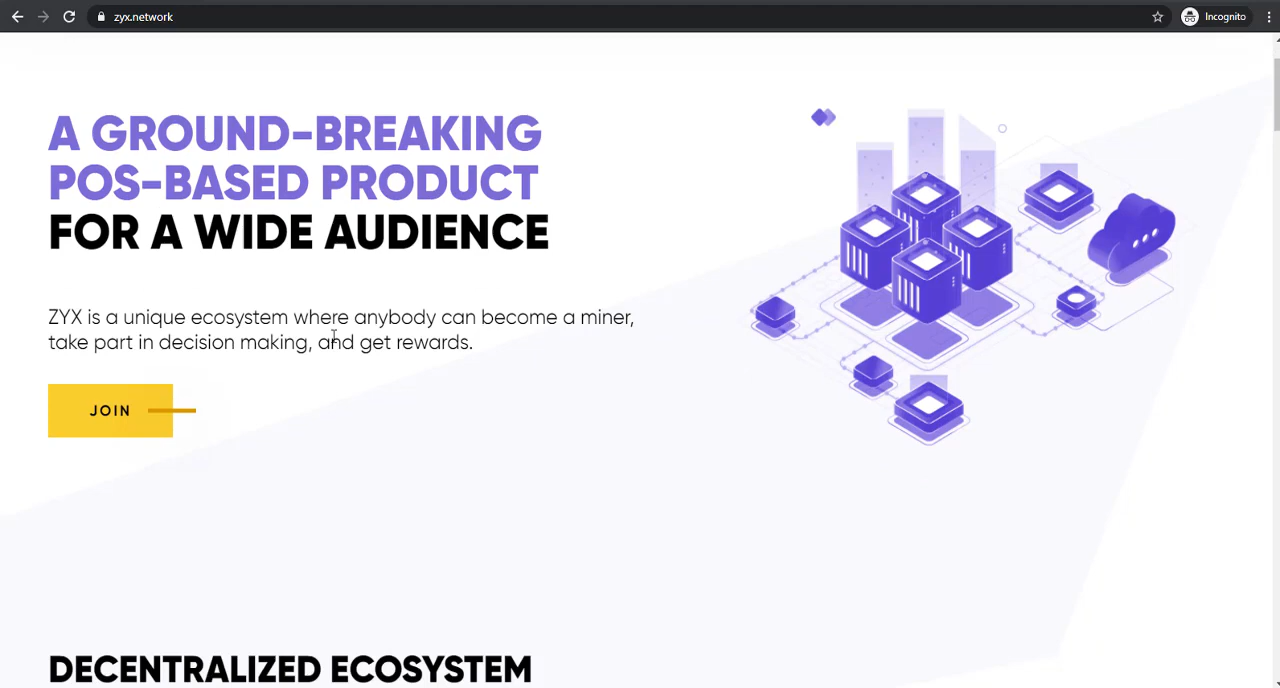 zyx.network
Incognito
A GROUND-BREAKING
POS-BASED PRODUCT
FOR A WIDE AUDIENCE
ZYX is a unique ecosystem where anybody can become a miner,
take part in decision making, and get rewards.
JOIN
DECENTRALIZED ECOSYSTEM